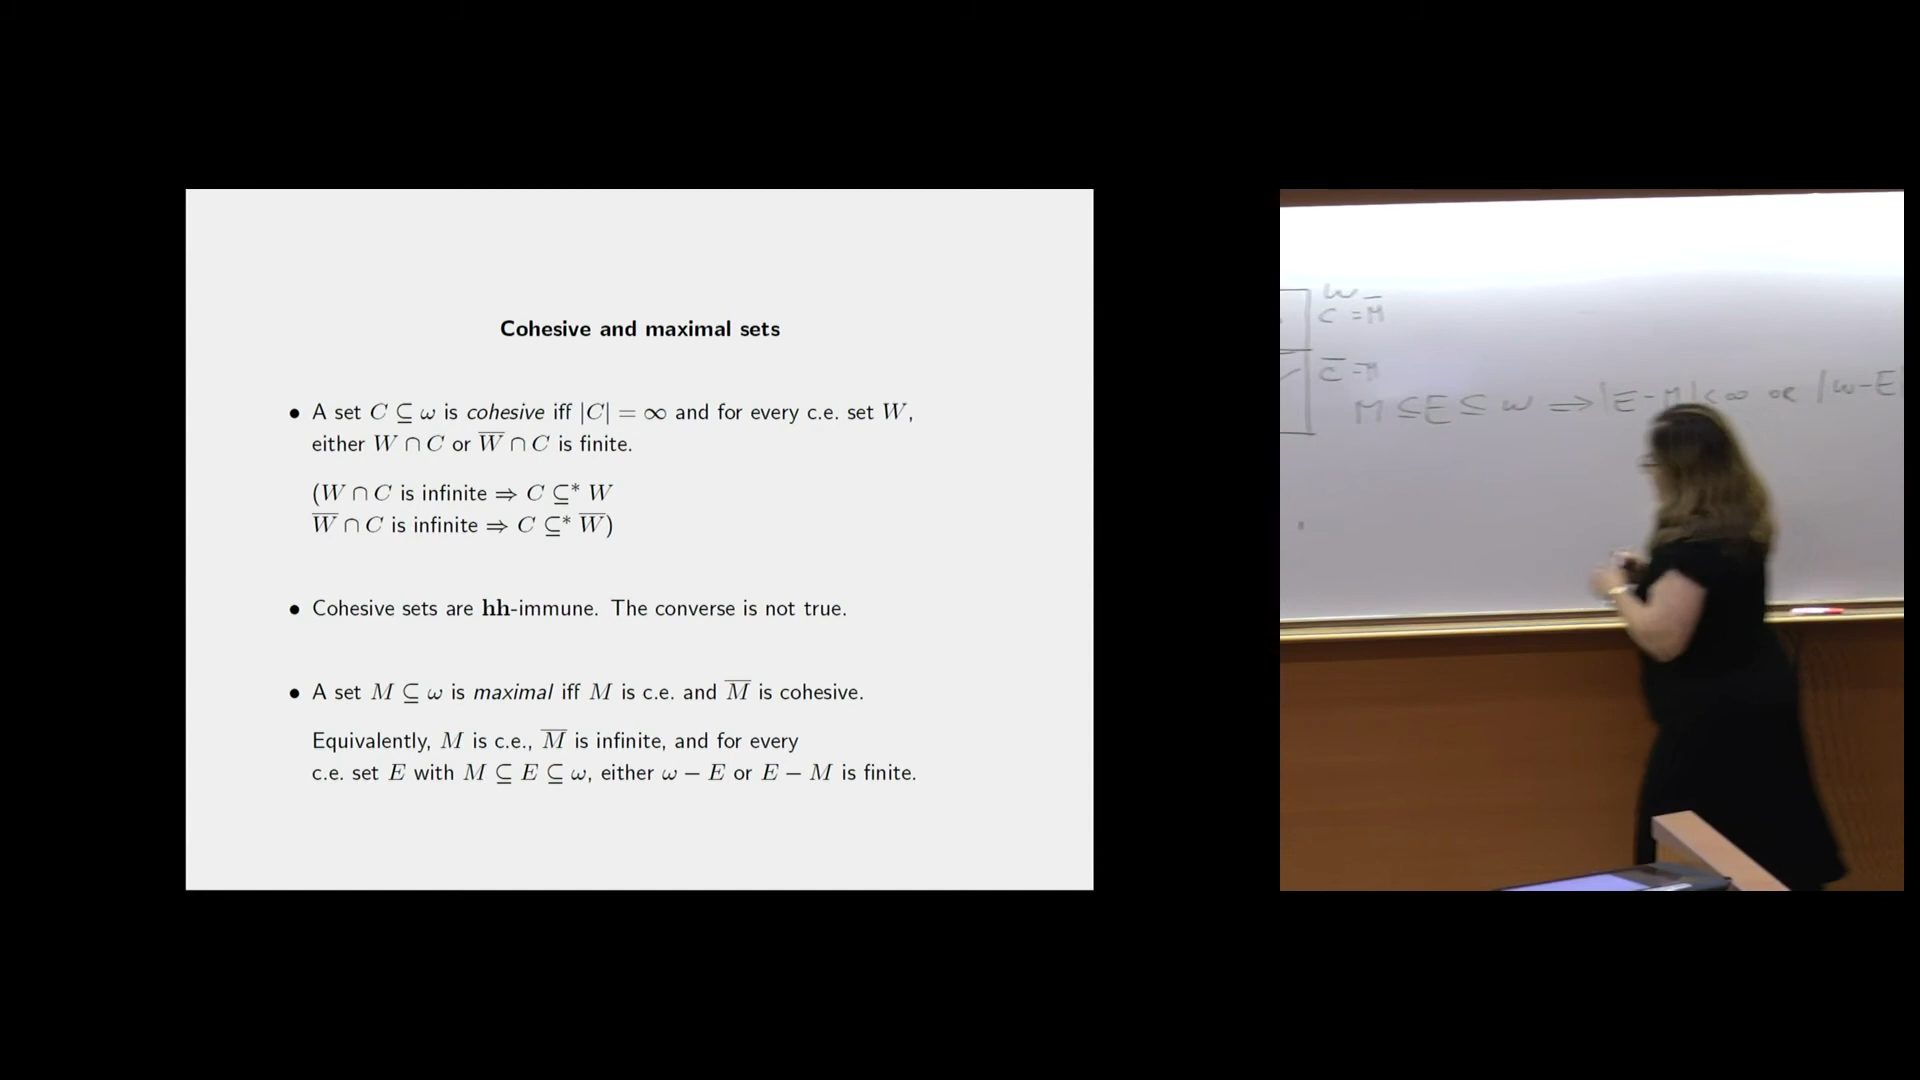 Cohesive and maximal sets
• A set C ⊆ ω is cohesive iff |C| = ∞ and for every c.e. set W,
either W ∩ C or W̅ ∩ C is finite.
(W ∩ C is infinite ⇒ C ⊆* W
W̅ ∩ C is infinite ⇒ C ⊆* W̅)
• Cohesive sets are hh-immune. The converse is not true.
• A set M ⊆ ω is maximal iff M is c.e. and M̅ is cohesive.
Equivalently, M is c.e., M̅ is infinite, and for every
c.e. set E with M ⊆ E ⊆ ω, either ω − E or E − M is finite.
W
C = M̅
C̅ = M
M ⊆ E ⊆ ω ⇒ |E − M| < ∞ or |ω − E|